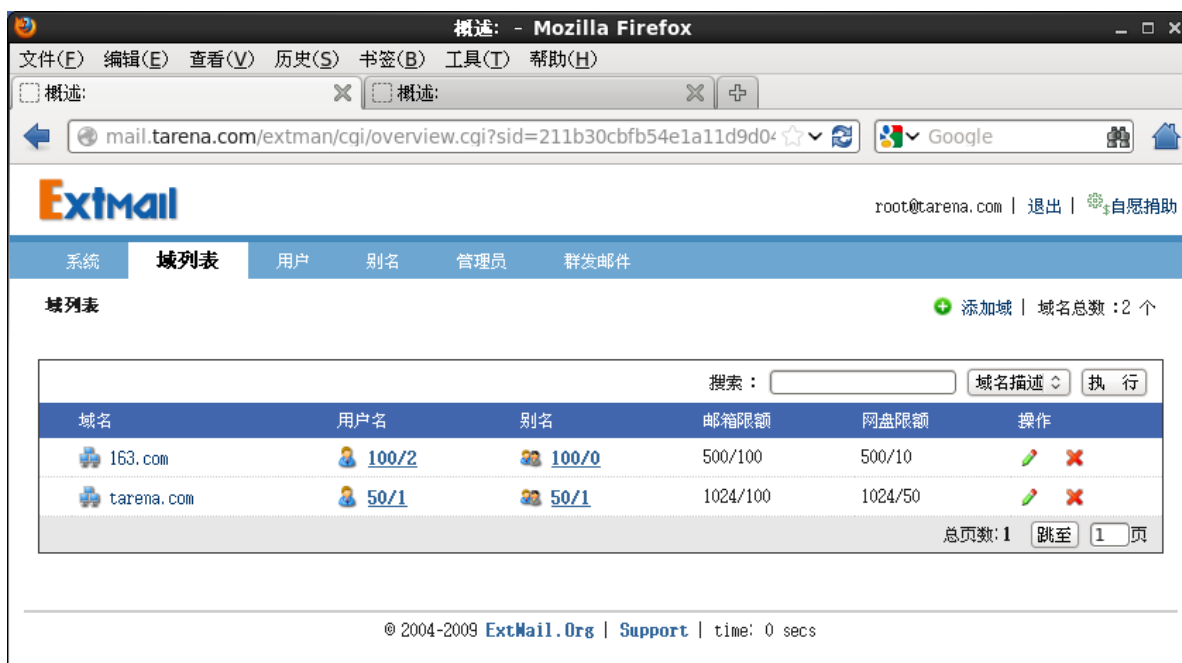 概述: - Mozilla Firefox
文件(F) 编辑(E) 查看(V) 历史(S) 书签(B) 工具(T) 帮助(H)
概述: 概述:
mail.tarena.com/extman/cgi/overview.cgi?sid=211b30cbfb54e1a11d9d04 Google
ExtMail
root@tarena.com | 退出 | 自愿捐助
系统 域列表 用户 别名 管理员 群发邮件
域列表 添加域 | 域名总数 :2 个
搜索： 域名描述 执 行
域名 用户名 别名 邮箱限额 网盘限额 操作
163.com 100/2 100/0 500/100 500/10
tarena.com 50/1 50/1 1024/100 1024/50
总页数:1 跳至 1 页
© 2004-2009 ExtMail.Org | Support | time: 0 secs